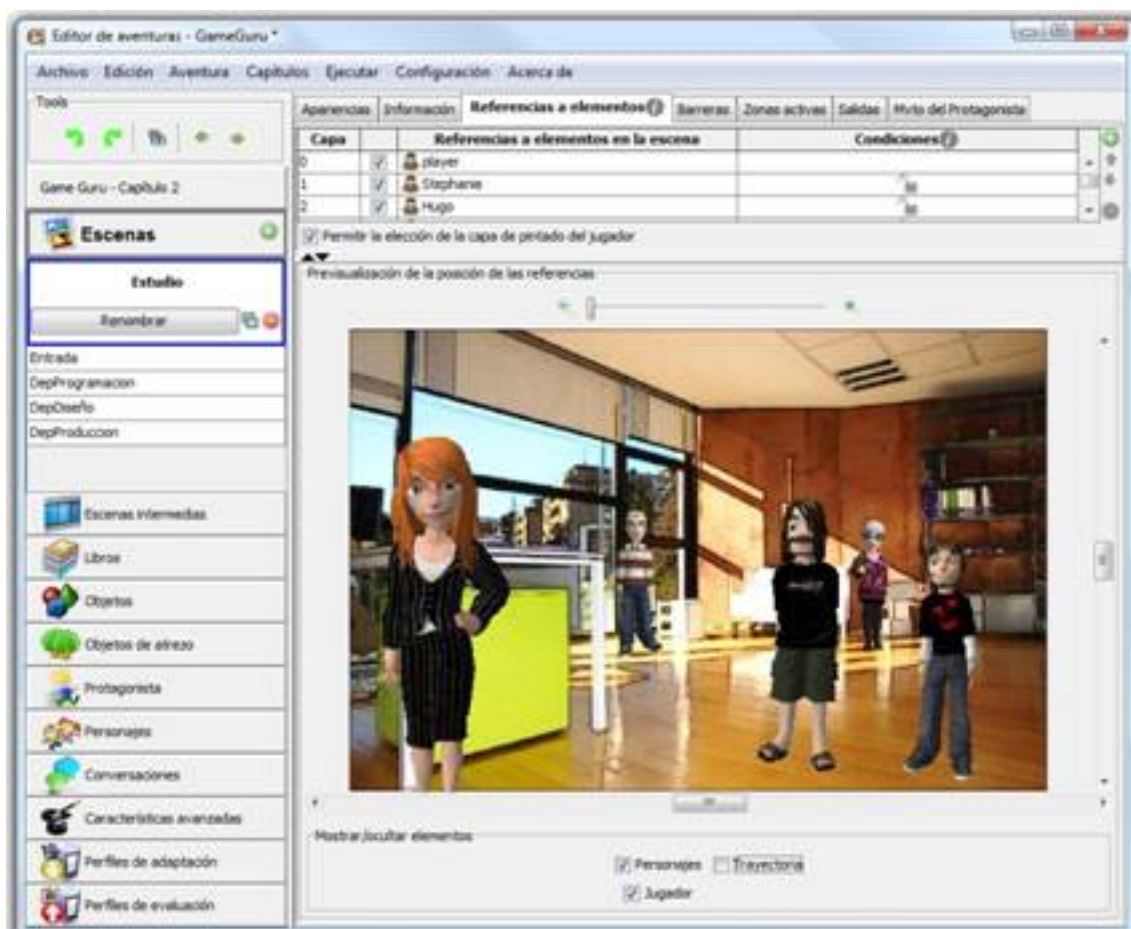 Editor de aventuras - GameGuru *
Archivo Edición Aventura Capítulos Ejecutar Configuración Acerca de
Tools
Apariencias Información Referencias a elementos Barreras Zonas activas Salidas Mvto del Protagonista
Capa Referencias a elementos en la escena Condiciones
0 player
1 Stephanie
2 Hugo
Game Guru - Capítulo 2
Escenas
Permitir la elección de la capa de pintado del jugador
Previsualización de la posición de las referencias
Estudio
Renombrar
Entrada
DepProgramacion
DepDiseño
DepProduccion
Escenas intermedias
Libros
Objetos
Objetos de atrezo
Protagonista
Personajes
Conversaciones
Características avanzadas
Perfiles de adaptación
Perfiles de evaluación
Mostrar/ocultar elementos
Personajes Trayectoria
Jugador